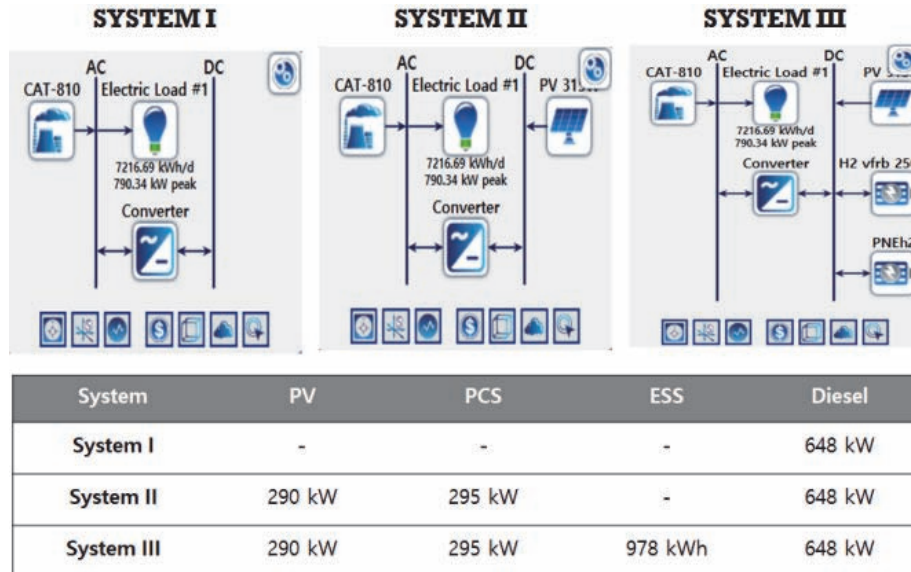 SYSTEM I
AC
DC
CAT-810
Electric Load #1
7216.69 kWh/d
790.34 kW peak
Converter
SYSTEM II
AC
DC
CAT-810
Electric Load #1
7216.69 kWh/d
790.34 kW peak
Converter
SYSTEM III
AC
DC
CAT-810
Electric Load #1
PV
7216.69 kWh/d
790.34 kW peak
Converter
H2 vfrb
PNEh2
System PV PCS ESS Diesel
System I - - - 648 kW
System II 290 kW 295 kW - 648 kW
System III 290 kW 295 kW 978 kWh 648 kW